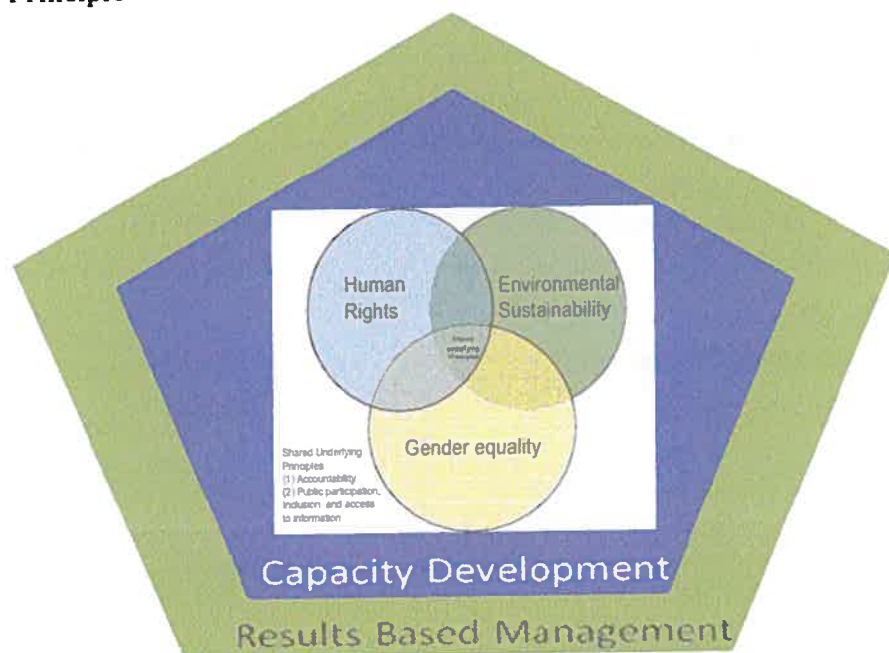 Human
Rights
Environmental
Sustainability
Gender equality
Shared Underlying
Principles
(1) Accountability
(2) Public participation,
Inclusion and access
to information
Capacity Development
Results Based Management